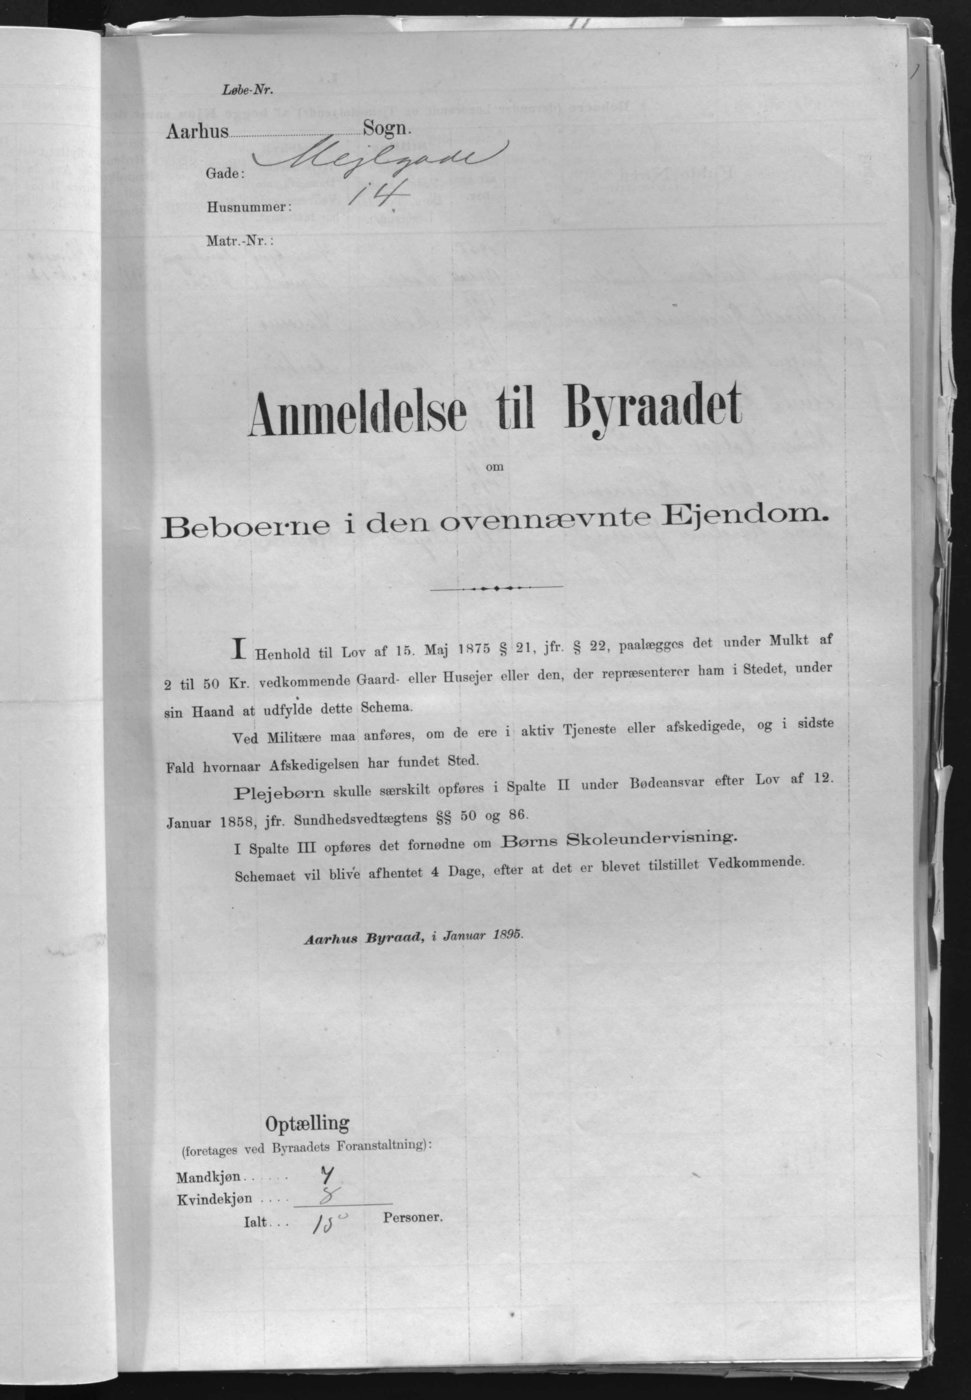 Løbe-Nr.
Aarhus Sogn.
Gade: Mejlgade
Husnummer: 14
Matr.-Nr.:
Anmeldelse til Byraadet
om
Beboerne i den ovennævnte Ejendom.
I Henhold til Lov af 15. Maj 1875 § 21, jfr. § 22, paalægges det under Mulkt af
2 til 50 Kr. vedkommende Gaard- eller Husejer eller den, der repræsenterer ham i Stedet, under
sin Haand at udfylde dette Schema.
Ved Militære maa anføres, om de ere i aktiv Tjeneste eller afskedigede, og i sidste
Fald hvornaar Afskedigelsen har fundet Sted.
Plejebørn skulle særskilt opføres i Spalte II under Bødeansvar efter Lov af 12.
Januar 1858, jfr. Sundhedsvedtægtens §§ 50 og 86.
I Spalte III opføres det fornødne om Børns Skoleundervisning.
Schemaet vil blive afhentet 4 Dage, efter at det er blevet tilstillet Vedkommende.
Aarhus Byraad, i Januar 1895.
Optælling
(foretages ved Byraadets Foranstaltning):
Mandkjøn...... 7
Kvindekjøn.... 8
Ialt... 15 Personer.